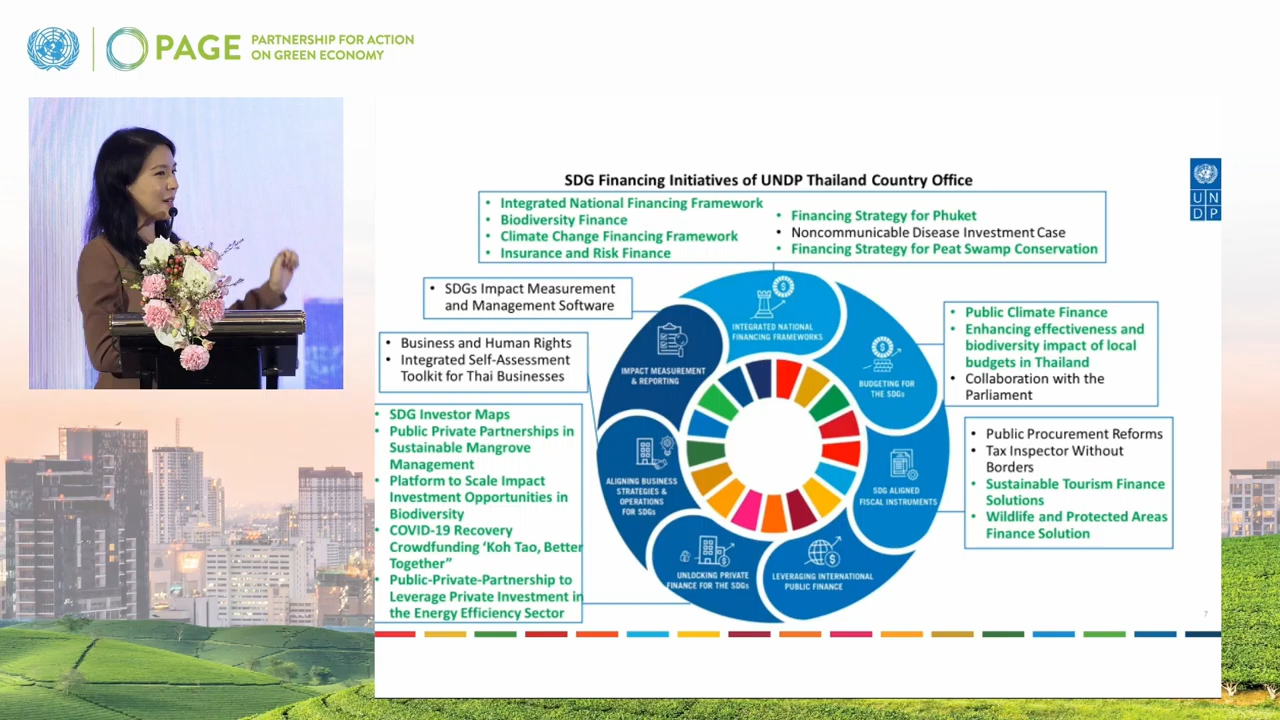 PAGE
PARTNERSHIP FOR ACTION
ON GREEN ECONOMY
SDG Financing Initiatives of UNDP Thailand Country Office
UN
DP
• Integrated National Financing Framework
• Biodiversity Finance
• Climate Change Financing Framework
• Insurance and Risk Finance
• Financing Strategy for Phuket
• Noncommunicable Disease Investment Case
• Financing Strategy for Peat Swamp Conservation
• SDGs Impact Measurement
and Management Software
• Business and Human Rights
• Integrated Self-Assessment
Toolkit for Thai Businesses
• SDG Investor Maps
• Public Private Partnerships in
Sustainable Mangrove
Management
• Platform to Scale Impact
Investment Opportunities in
Biodiversity
• COVID-19 Recovery
Crowdfunding ‘Koh Tao, Better
Together”
• Public-Private-Partnership to
Leverage Private Investment in
the Energy Efficiency Sector
INTEGRATED NATIONAL
FINANCING FRAMEWORKS
BUDGETING FOR
THE SDGs
SDG ALIGNED
FISCAL INSTRUMENTS
LEVERAGING INTERNATIONAL
PUBLIC FINANCE
UNLOCKING PRIVATE
FINANCE FOR THE SDGs
ALIGNING BUSINESS
STRATEGIES &
OPERATIONS
FOR SDGs
IMPACT MEASUREMENT
& REPORTING
• Public Climate Finance
• Enhancing effectiveness and
biodiversity impact of local
budgets in Thailand
• Collaboration with the
Parliament
• Public Procurement Reforms
• Tax Inspector Without
Borders
• Sustainable Tourism Finance
Solutions
• Wildlife and Protected Areas
Finance Solution
7